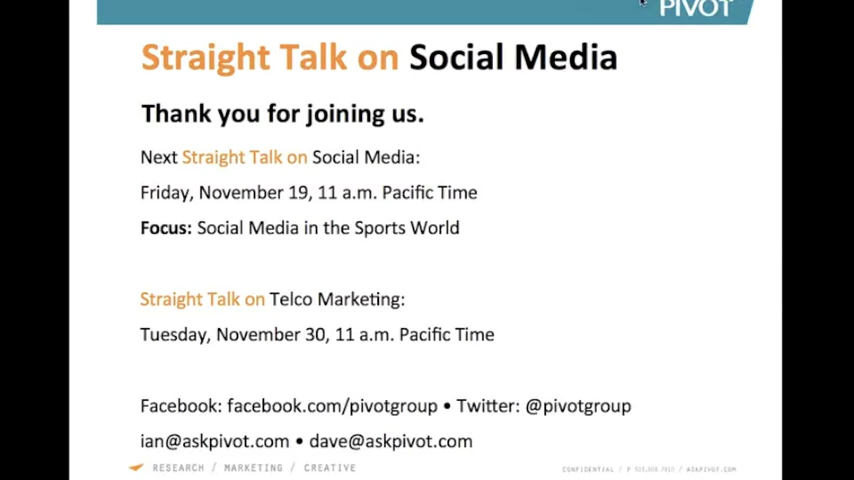 PIVOT
Straight Talk on Social Media
Thank you for joining us.
Next Straight Talk on Social Media:
Friday, November 19, 11 a.m. Pacific Time
Focus: Social Media in the Sports World
Straight Talk on Telco Marketing:
Tuesday, November 30, 11 a.m. Pacific Time
Facebook: facebook.com/pivotgroup • Twitter: @pivotgroup
ian@askpivot.com • dave@askpivot.com
RESEARCH / MARKETING / CREATIVE
CONFIDENTIAL / P / ASKPIVOT.COM